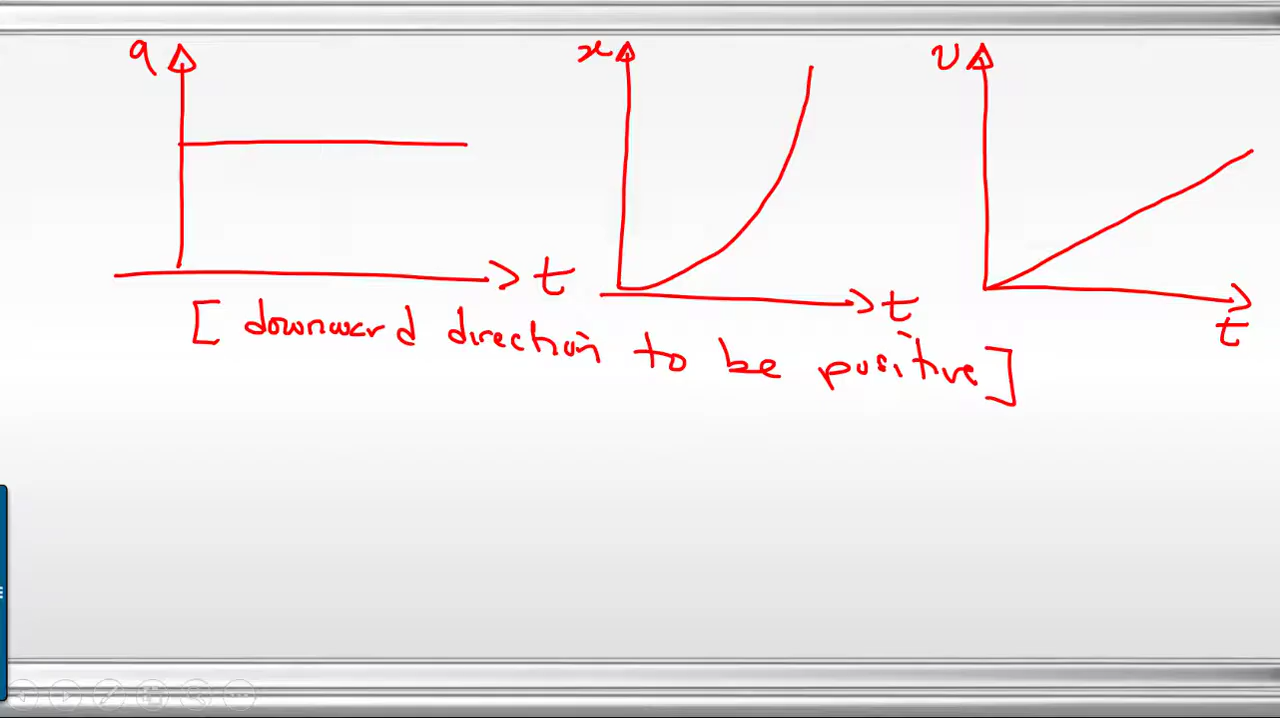 a
x
v
t
t
t
[ downward direction to be positive ]